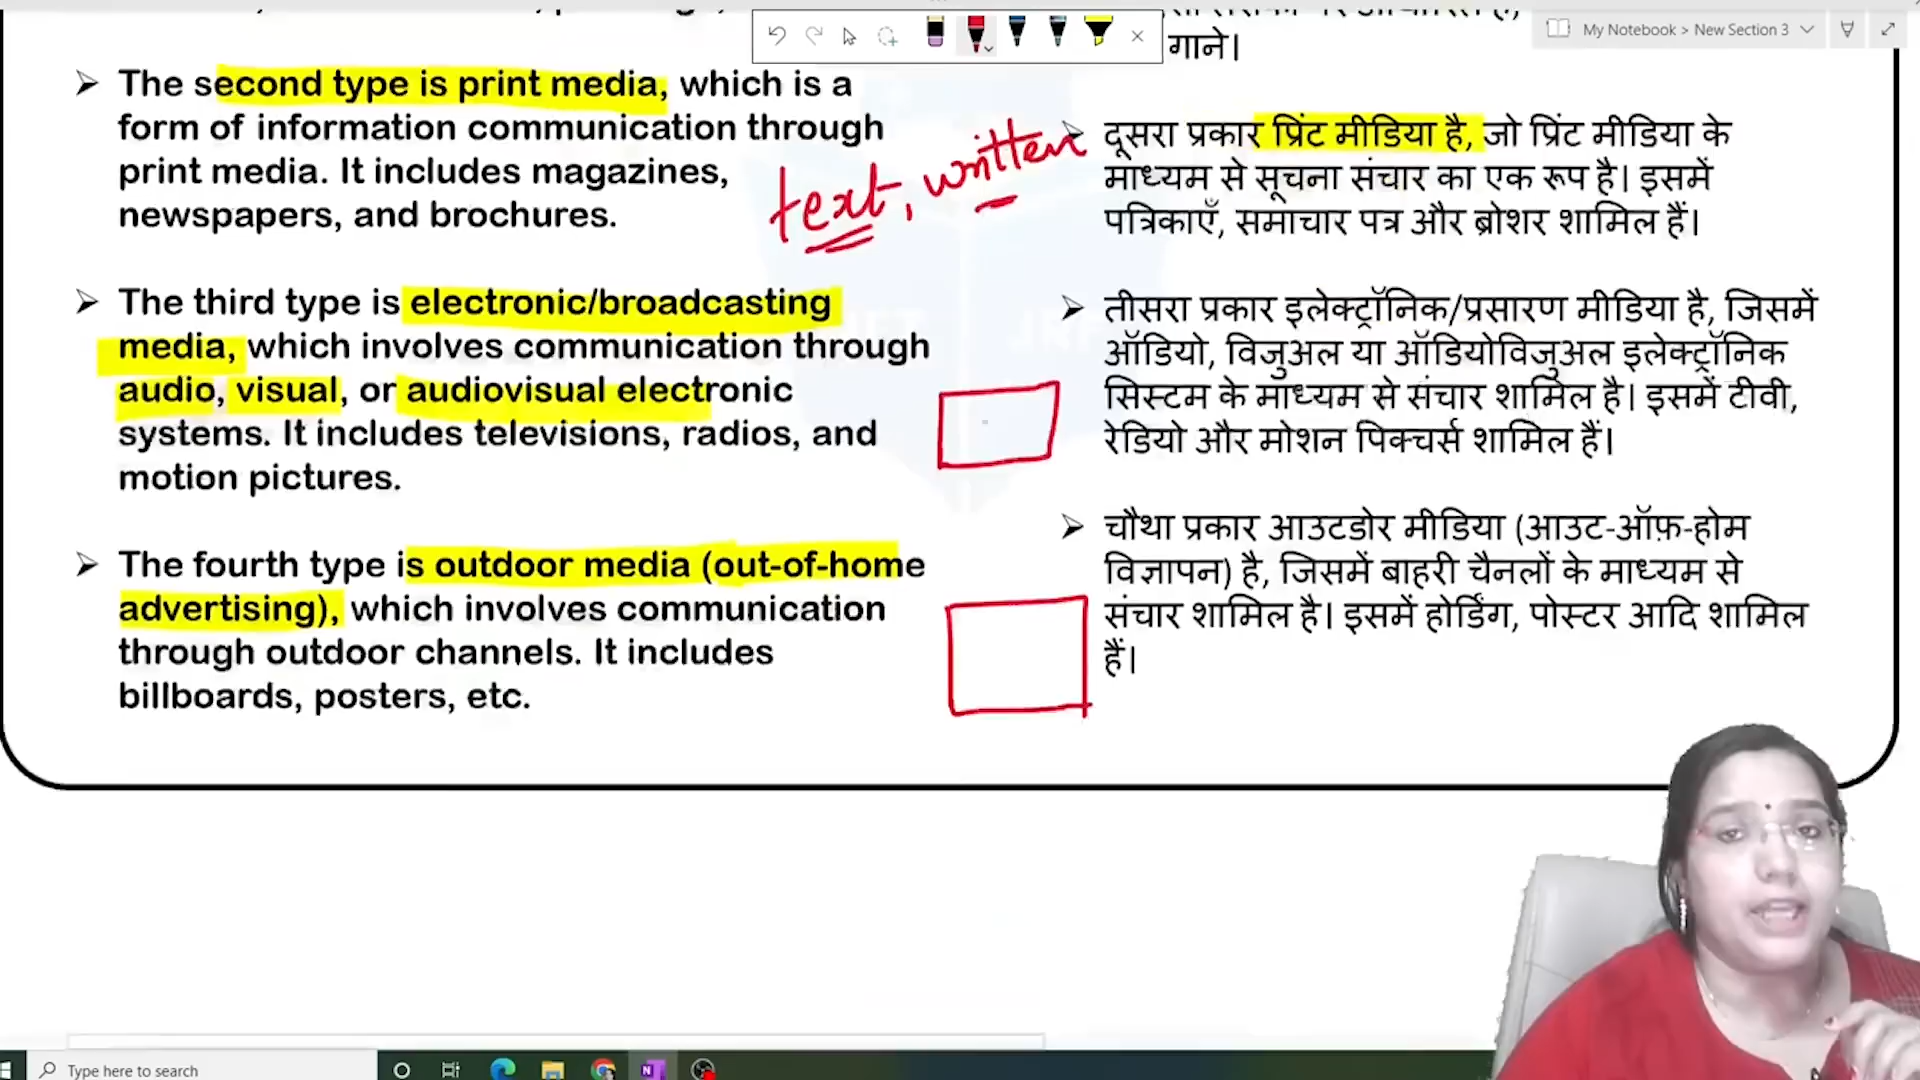 My Notebook > New Section 3
गाने।
The second type is print media, which is a
form of information communication through
print media. It includes magazines,
newspapers, and brochures.
text, written
The third type is electronic/broadcasting
media, which involves communication through
audio, visual, or audiovisual electronic
systems. It includes televisions, radios, and
motion pictures.
The fourth type is outdoor media (out-of-home
advertising), which involves communication
through outdoor channels. It includes
billboards, posters, etc.
दूसरा प्रकार प्रिंट मीडिया है, जो प्रिंट मीडिया के
माध्यम से सूचना संचार का एक रूप है। इसमें
पत्रिकाएँ, समाचार पत्र और ब्रोशर शामिल हैं।
तीसरा प्रकार इलेक्ट्रॉनिक/प्रसारण मीडिया है, जिसमें
ऑडियो, विजुअल या ऑडियोविजुअल इलेक्ट्रॉनिक
सिस्टम के माध्यम से संचार शामिल है। इसमें टीवी,
रेडियो और मोशन पिक्चर्स शामिल हैं।
चौथा प्रकार आउटडोर मीडिया (आउट-ऑफ़-होम
विज्ञापन) है, जिसमें बाहरी चैनलों के माध्यम से
संचार शामिल है। इसमें होर्डिंग, पोस्टर आदि शामिल
हैं।
Type here to search